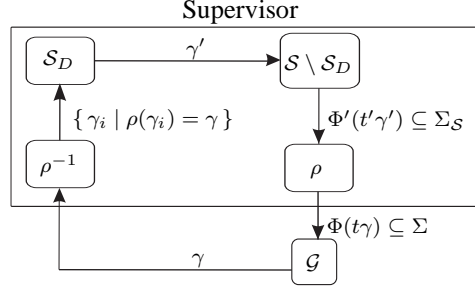 Supervisor
𝒮_D
γ′
𝒮 \ 𝒮_D
{ γ_i | ρ(γ_i) = γ }
Φ′(t′γ′) ⊆ Σ_𝒮
ρ⁻¹
ρ
Φ(tγ) ⊆ Σ
γ
𝒢